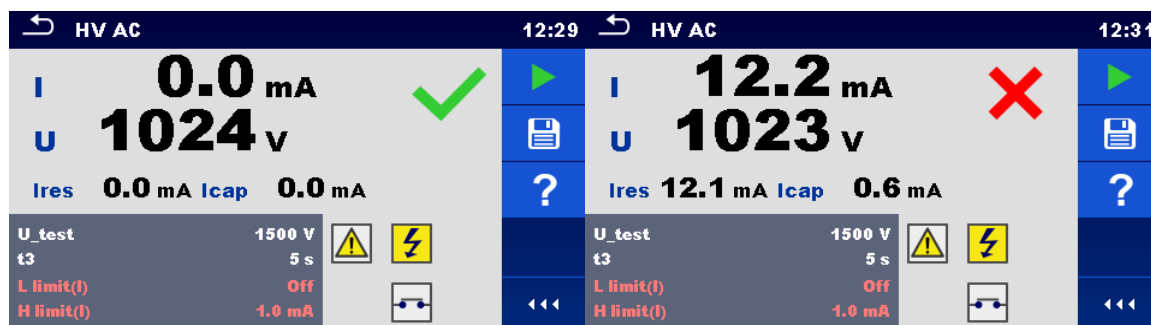 HV AC 12:29
I 0.0 mA
U 1024 V
Ires 0.0 mA Icap 0.0 mA
?
U_test 1500 V
t3 5 s
L limit(I) Off
H limit(I) 1.0 mA
HV AC 12:31
I 12.2 mA
U 1023 V
Ires 12.1 mA Icap 0.6 mA
?
U_test 1500 V
t3 5 s
L limit(I) Off
H limit(I) 1.0 mA